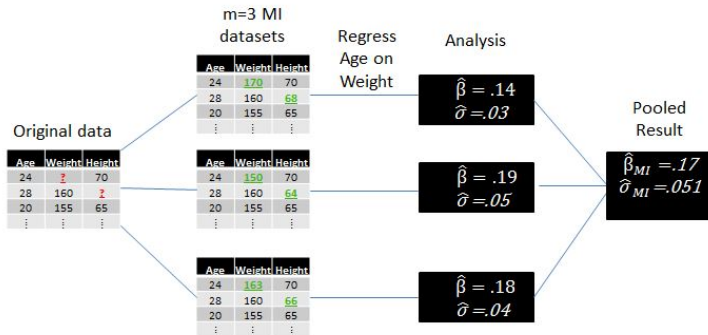 m=3 MI
datasets
Regress
Age on
Weight
Analysis
Original data
Age Weight Height
24 ? 70
28 160 ?
20 155 65
⋮ ⋮ ⋮
Age Weight Height
24 170 70
28 160 68
20 155 65
⋮ ⋮ ⋮
β̂ = .14
σ̂ =.03
Age Weight Height
24 150 70
28 160 64
20 155 65
⋮ ⋮ ⋮
β̂ = .19
σ̂ =.05
Age Weight Height
24 163 70
28 160 66
20 155 65
⋮ ⋮ ⋮
β̂ = .18
σ̂ =.04
Pooled
Result
β̂MI =.17
σ̂MI =.051